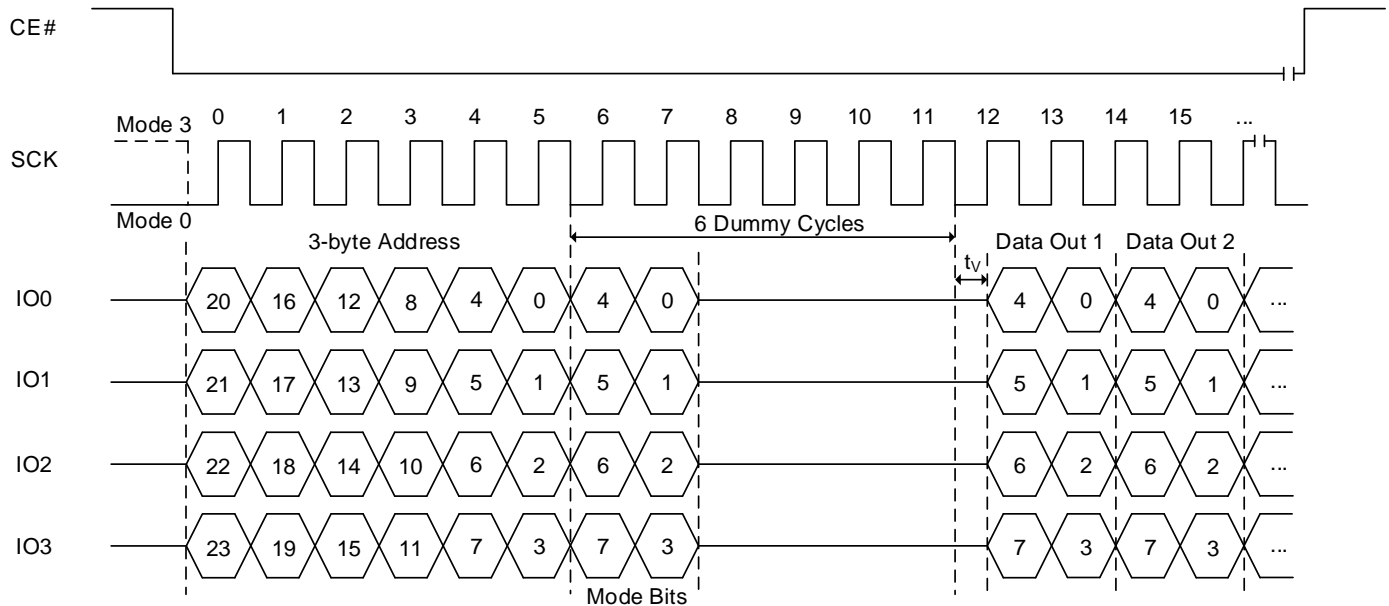 CE#
Mode 3 0 1 2 3 4 5 6 7 8 9 10 11 12 13 14 15 ...
SCK
Mode 0
6 Dummy Cycles
3-byte Address Data Out 1 Data Out 2
tV
IO0 20 16 12 8 4 0 4 0 4 0 4 0 ...
IO1 21 17 13 9 5 1 5 1 5 1 5 1 ...
IO2 22 18 14 10 6 2 6 2 6 2 6 2 ...
IO3 23 19 15 11 7 3 7 3 7 3 7 3 ...
Mode Bits